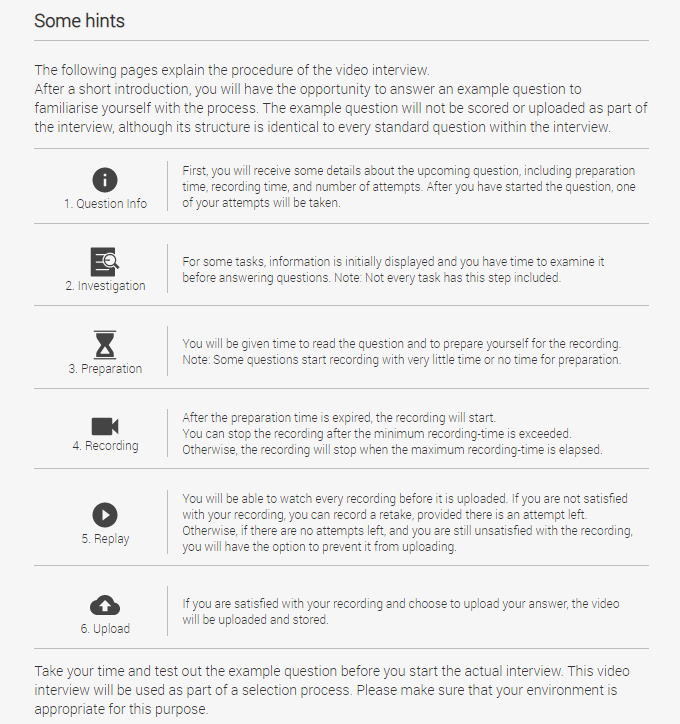 Some hints
The following pages explain the procedure of the video interview.
After a short introduction, you will have the opportunity to answer an example question to
familiarise yourself with the process. The example question will not be scored or uploaded as part of
the interview, although its structure is identical to every standard question within the interview.
1. Question Info
First, you will receive some details about the upcoming question, including preparation
time, recording time, and number of attempts. After you have started the question, one
of your attempts will be taken.
2. Investigation
For some tasks, information is initially displayed and you have time to examine it
before answering questions. Note: Not every task has this step included.
3. Preparation
You will be given time to read the question and to prepare yourself for the recording.
Note: Some questions start recording with very little time or no time for preparation.
4. Recording
After the preparation time is expired, the recording will start.
You can stop the recording after the minimum recording-time is exceeded.
Otherwise, the recording will stop when the maximum recording-time is elapsed.
5. Replay
You will be able to watch every recording before it is uploaded. If you are not satisfied
with your recording, you can record a retake, provided there is an attempt left.
Otherwise, if there are no attempts left, and you are still unsatisfied with the recording,
you will have the option to prevent it from uploading.
6. Upload
If you are satisfied with your recording and choose to upload your answer, the video
will be uploaded and stored.
Take your time and test out the example question before you start the actual interview. This video
interview will be used as part of a selection process. Please make sure that your environment is
appropriate for this purpose.